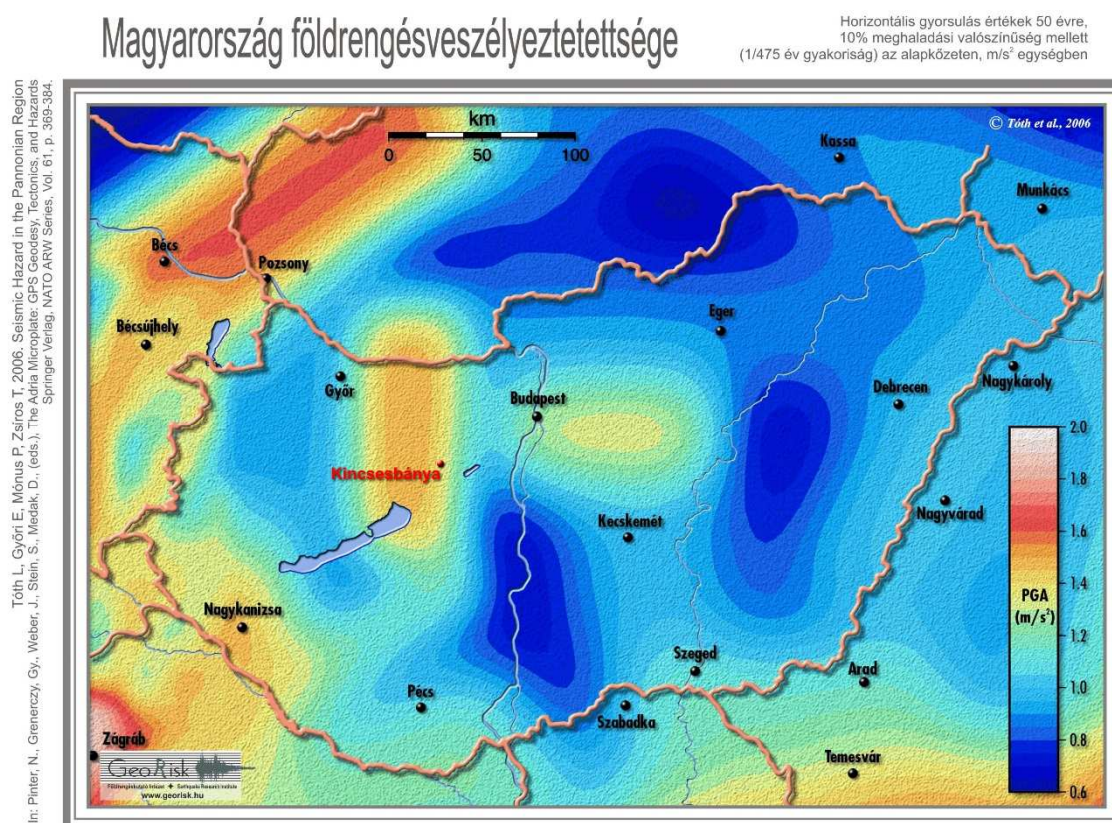 Magyarország földrengésveszélyeztetettsége
Horizontális gyorsulás értékek 50 évre,
10% meghaladási valószínűség mellett
(1/475 év gyakoriság) az alapkőzeten, m/s² egységben
Tóth L, Győri E, Mónus P, Zsíros T, 2006. Seismic Hazard in the Pannonian Region
In: Pinter, N., Grenerczy, Gy., Weber, J., Stein, S., Medak, D., (eds.), The Adria Microplate: GPS Geodesy, Tectonics, and Hazards
Springer Verlag, NATO ARW Series, Vol. 61, p. 369-384.
km
0 50 100
© Tóth et al., 2006
Kassa
Munkács
Bécs
Pozsony
Bécsújhely
Eger
Győr
Budapest
Debrecen
Nagykároly
Kincsesbánya
Nagyvárad
Kecskemét
Nagykanizsa
Szeged
Arad
Pécs
Szabadka
Zágráb
Temesvár
2.0
1.8
1.6
1.4
PGA
(m/s²)
1.2
1.0
0.8
0.6
GeoRisk
www.georisk.hu